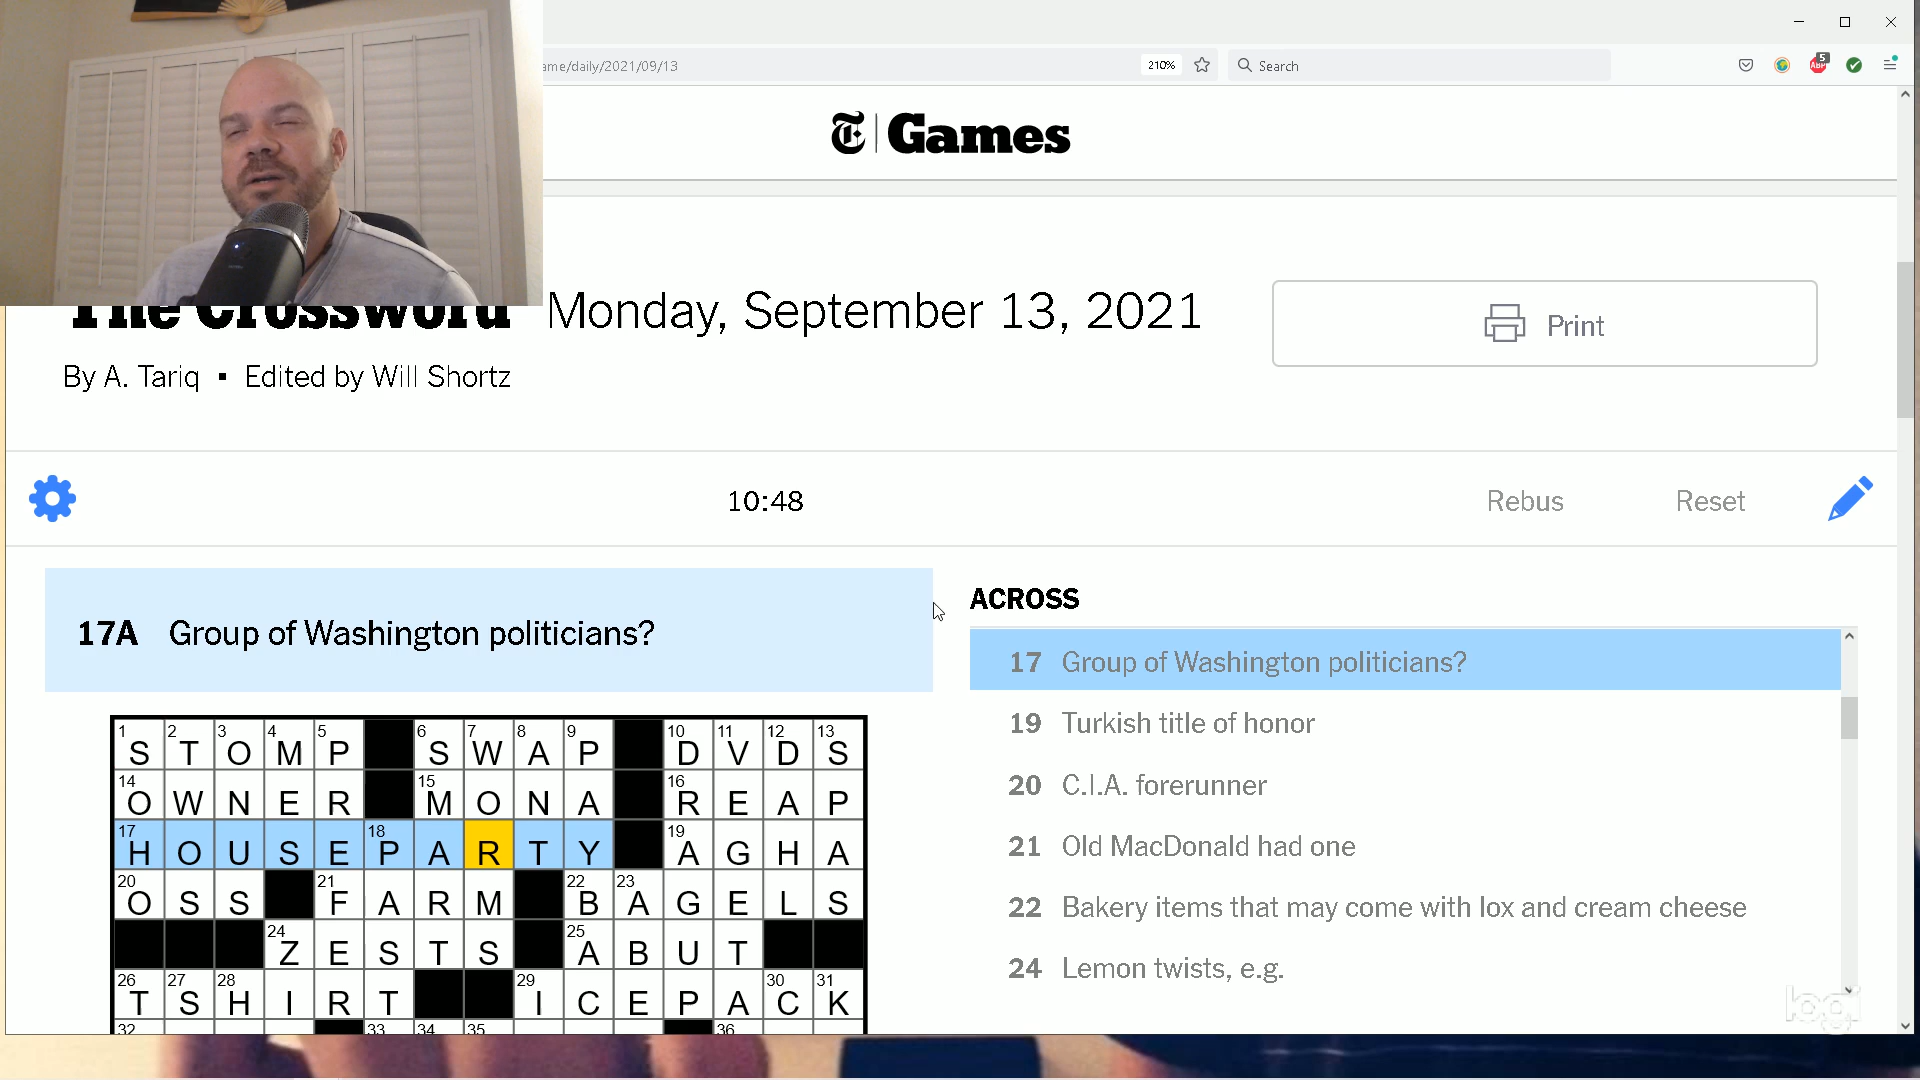 ame/daily/2021/09/13
210%
Search
ABP
5
T Games
The Crossword Monday, September 13, 2021
Print
By A. Tariq ▪ Edited by Will Shortz
10:48
Rebus
Reset
17A Group of Washington politicians?
ACROSS
17 Group of Washington politicians?
19 Turkish title of honor
20 C.I.A. forerunner
21 Old MacDonald had one
22 Bakery items that may come with lox and cream cheese
24 Lemon twists, e.g.
1 2 3 4 5 6 7 8 9 10 11 12 13
S T O M P S W A P D V D S
14 15 16
O W N E R M O N A R E A P
17 18 19
H O U S E P A R T Y A G H A
20 21 22 23
O S S F A R M B A G E L S
24 25
Z E S T S A B U T
26 27 28 29 30 31
T S H I R T I C E P A C K
32 33 34 35 36
logi